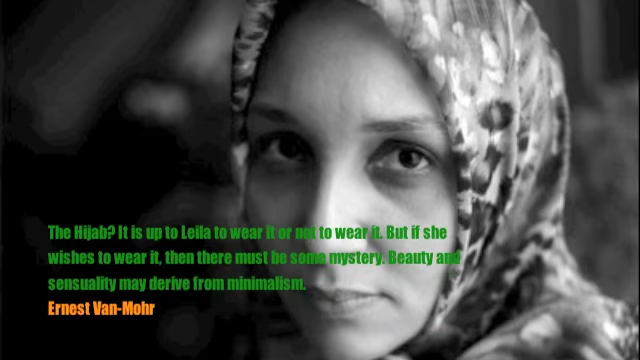 The Hijab? It is up to Leila to wear it or not to wear it. But if she
wishes to wear it, then there must be some mystery. Beauty and
sensuality may derive from minimalism.
Ernest Van-Mohr